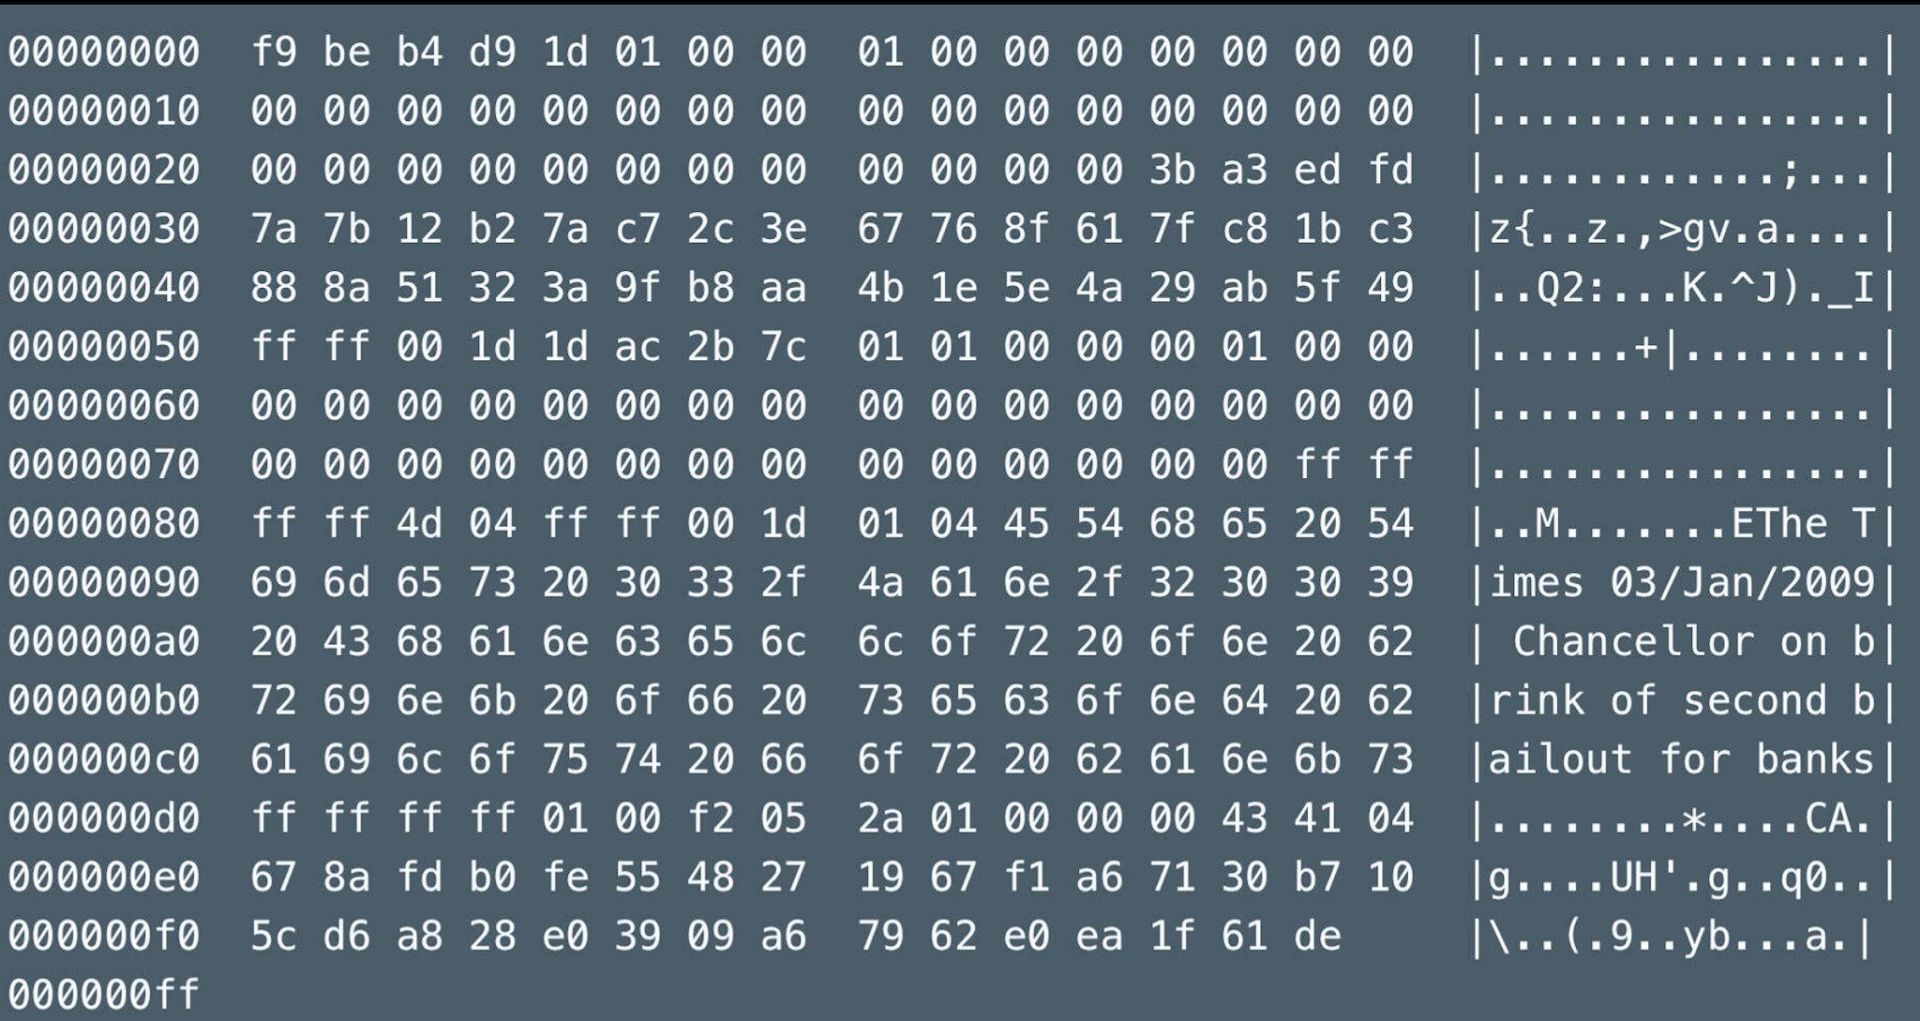 00000000  f9 be b4 d9 1d 01 00 00  01 00 00 00 00 00 00 00  |................|
00000010  00 00 00 00 00 00 00 00  00 00 00 00 00 00 00 00  |................|
00000020  00 00 00 00 00 00 00 00  00 00 00 00 3b a3 ed fd  |............;...|
00000030  7a 7b 12 b2 7a c7 2c 3e  67 76 8f 61 7f c8 1b c3  |z{..z.,>gv.a....|
00000040  88 8a 51 32 3a 9f b8 aa  4b 1e 5e 4a 29 ab 5f 49  |..Q2:...K.^J)._I|
00000050  ff ff 00 1d 1d ac 2b 7c  01 01 00 00 00 01 00 00  |......+|........|
00000060  00 00 00 00 00 00 00 00  00 00 00 00 00 00 00 00  |................|
00000070  00 00 00 00 00 00 00 00  00 00 00 00 00 00 ff ff  |................|
00000080  ff ff 4d 04 ff ff 00 1d  01 04 45 54 68 65 20 54  |..M.......EThe T|
00000090  69 6d 65 73 20 30 33 2f  4a 61 6e 2f 32 30 30 39  |imes 03/Jan/2009|
000000a0  20 43 68 61 6e 63 65 6c  6c 6f 72 20 6f 6e 20 62  | Chancellor on b|
000000b0  72 69 6e 6b 20 6f 66 20  73 65 63 6f 6e 64 20 62  |rink of second b|
000000c0  61 69 6c 6f 75 74 20 66  6f 72 20 62 61 6e 6b 73  |ailout for banks|
000000d0  ff ff ff ff 01 00 f2 05  2a 01 00 00 00 43 41 04  |........*....CA.|
000000e0  67 8a fd b0 fe 55 48 27  19 67 f1 a6 71 30 b7 10  |g....UH'.g..q0..|
000000f0  5c d6 a8 28 e0 39 09 a6  79 62 e0 ea 1f 61 de     |\..(.9..yb...a.|
000000ff